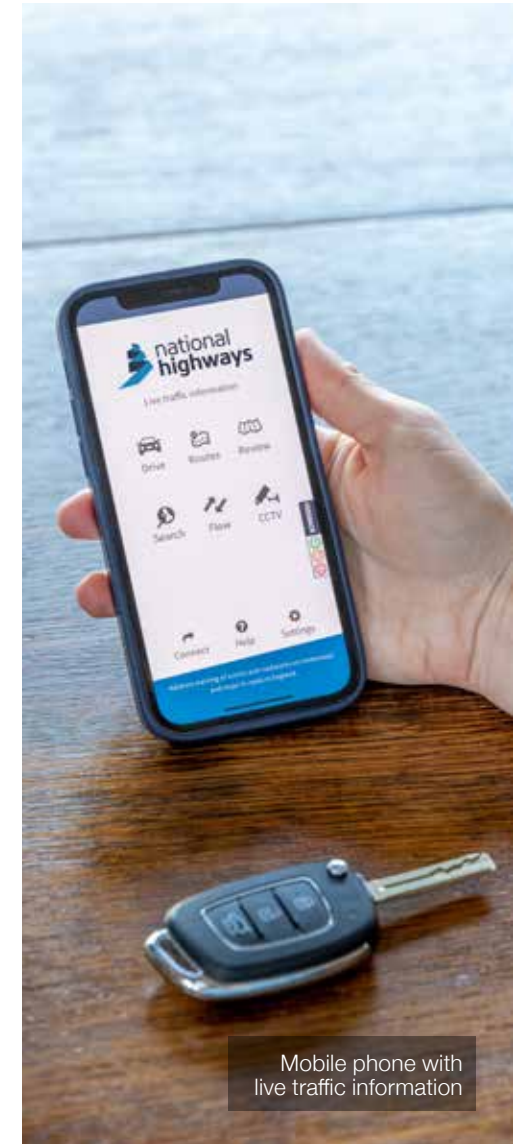 national
highways
Live traffic information
Drive
Routes
Review
Search
Flow
CCTV
Connect
Help
Settings
Mobile phone with
live traffic information